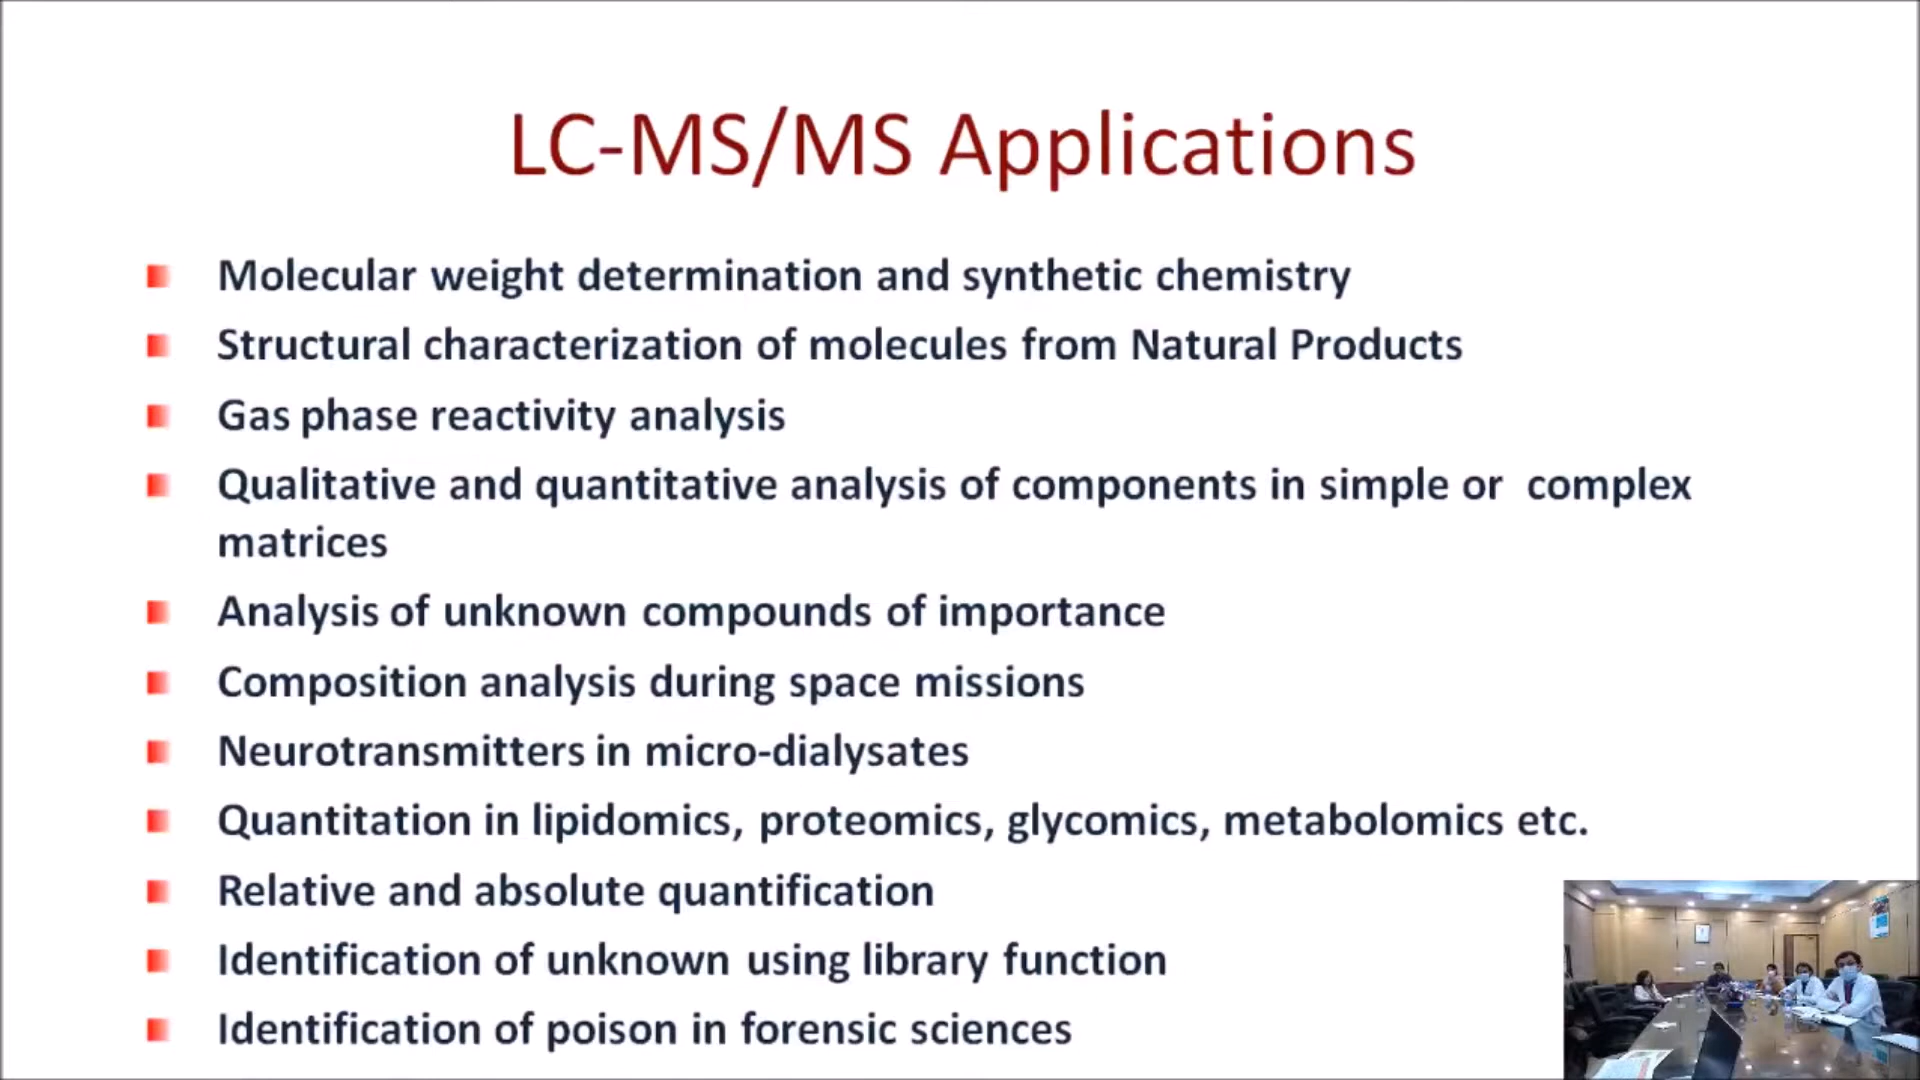 LC-MS/MS Applications
Molecular weight determination and synthetic chemistry
Structural characterization of molecules from Natural Products
Gas phase reactivity analysis
Qualitative and quantitative analysis of components in simple or complex
matrices
Analysis of unknown compounds of importance
Composition analysis during space missions
Neurotransmitters in micro-dialysates
Quantitation in lipidomics, proteomics, glycomics, metabolomics etc.
Relative and absolute quantification
Identification of unknown using library function
Identification of poison in forensic sciences